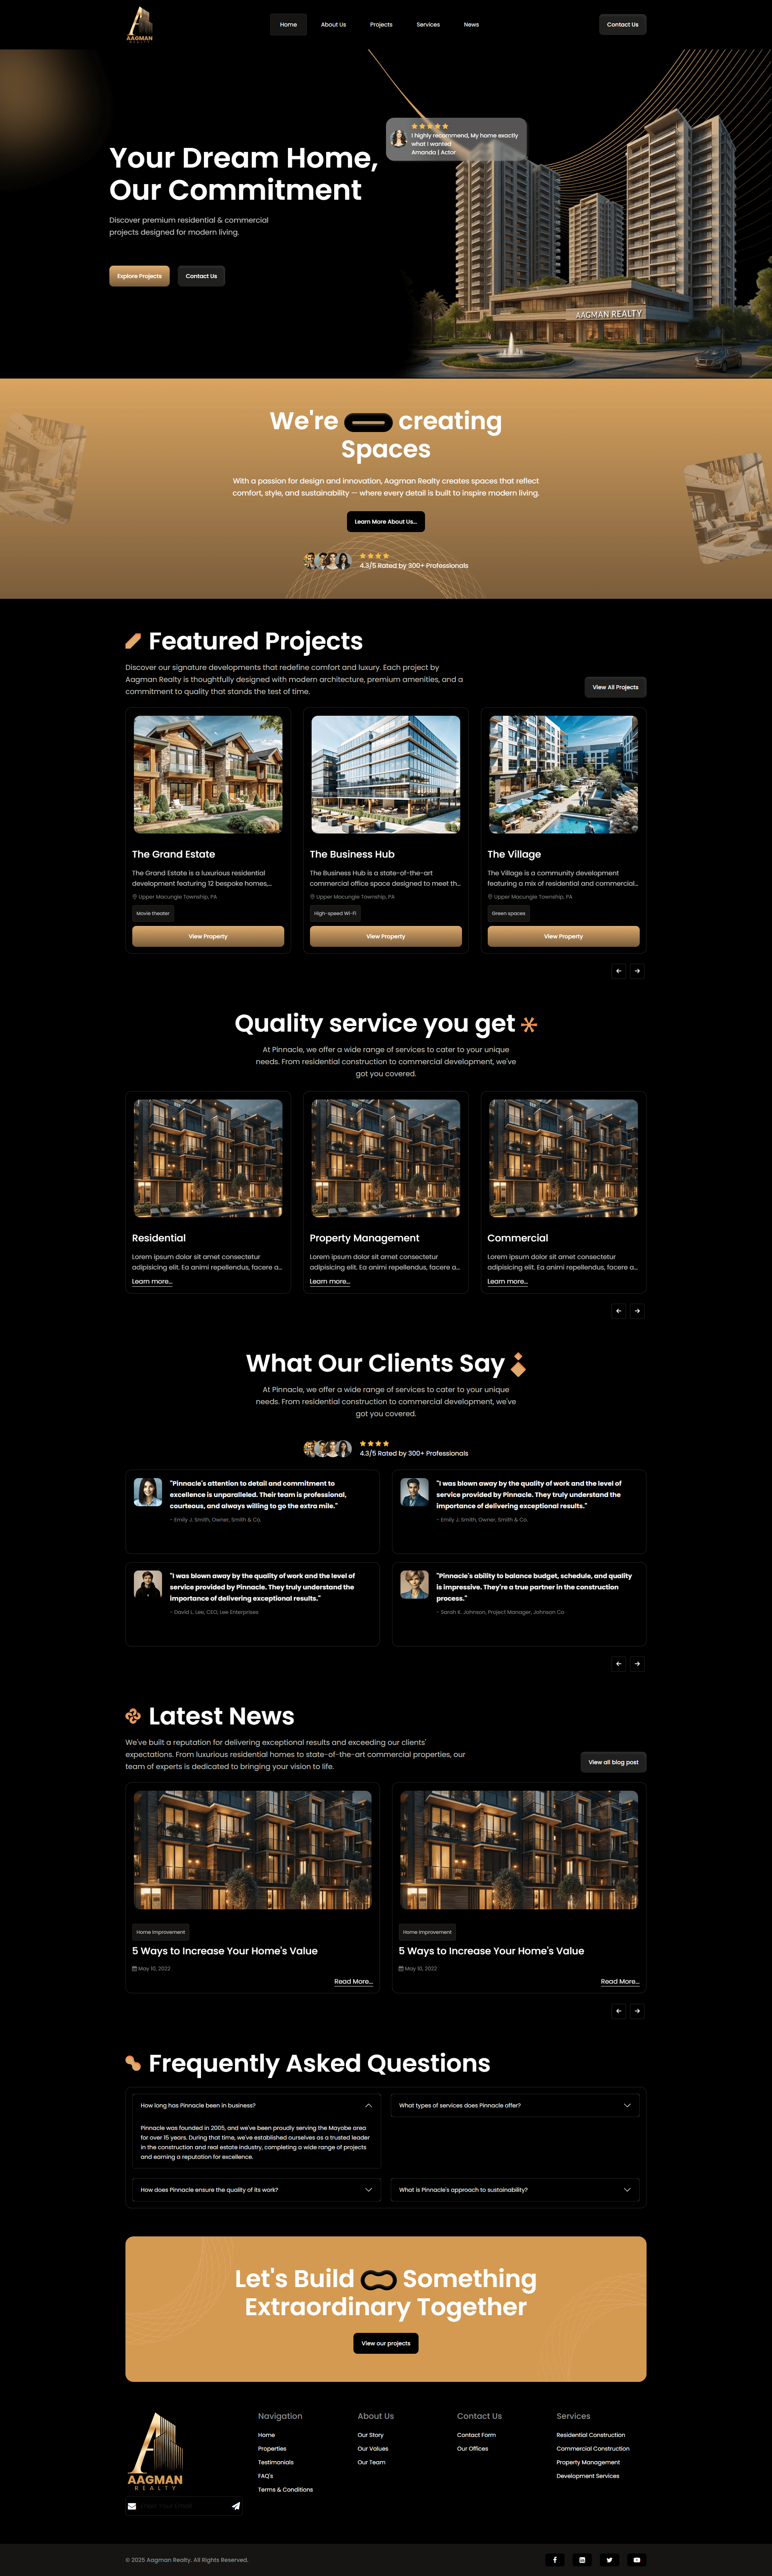 AAGMAN
REALTY
Home
About Us
Projects
Services
News
Contact Us
Your Dream Home,
Our Commitment
Discover premium residential & commercial
projects designed for modern living.
Explore Projects
Contact Us
I highly recommend, My home exactly
what I wanted
Amanda | Actor
AAGMAN REALTY
We're creating
Spaces
With a passion for design and innovation, Aagman Realty creates spaces that reflect
comfort, style, and sustainability — where every detail is built to inspire modern living.
Learn More About Us...
4.3/5 Rated by 300+ Professionals
Featured Projects
Discover our signature developments that redefine comfort and luxury. Each project by
Aagman Realty is thoughtfully designed with modern architecture, premium amenities, and a
commitment to quality that stands the test of time.
View All Projects
The Grand Estate
The Grand Estate is a luxurious residential
development featuring 12 bespoke homes,...
Upper Macungie Township, PA
Movie theater
View Property
The Business Hub
The Business Hub is a state-of-the-art
commercial office space designed to meet th...
Upper Macungie Township, PA
High-speed Wi-Fi
View Property
The Village
The Village is a community development
featuring a mix of residential and commercial...
Upper Macungie Township, PA
Green spaces
View Property
Quality service you get
At Pinnacle, we offer a wide range of services to cater to your unique
needs. From residential construction to commercial development, we've
got you covered.
Residential
Lorem ipsum dolor sit amet consectetur
adipisicing elit. Ea animi repellendus, facere a...
Learn more...
Property Management
Lorem ipsum dolor sit amet consectetur
adipisicing elit. Ea animi repellendus, facere a...
Learn more...
Commercial
Lorem ipsum dolor sit amet consectetur
adipisicing elit. Ea animi repellendus, facere a...
Learn more...
What Our Clients Say
At Pinnacle, we offer a wide range of services to cater to your unique
needs. From residential construction to commercial development, we've
got you covered.
4.3/5 Rated by 300+ Professionals
"Pinnacle's attention to detail and commitment to
excellence is unparalleled. Their team is professional,
courteous, and always willing to go the extra mile."
- Emily J. Smith, Owner, Smith & Co.
"I was blown away by the quality of work and the level of
service provided by Pinnacle. They truly understand the
importance of delivering exceptional results."
- Emily J. Smith, Owner, Smith & Co.
"I was blown away by the quality of work and the level of
service provided by Pinnacle. They truly understand the
importance of delivering exceptional results."
- David L. Lee, CEO, Lee Enterprises
"Pinnacle's ability to balance budget, schedule, and quality
is impressive. They're a true partner in the construction
process."
- Sarah K. Johnson, Project Manager, Johnson Co
Latest News
We've built a reputation for delivering exceptional results and exceeding our clients'
expectations. From luxurious residential homes to state-of-the-art commercial properties, our
team of experts is dedicated to bringing your vision to life.
View all blog post
Home Improvement
5 Ways to Increase Your Home's Value
May 10, 2022
Read More...
Home Improvement
5 Ways to Increase Your Home's Value
May 10, 2022
Read More...
Frequently Asked Questions
How long has Pinnacle been in business?
Pinnacle was founded in 2005, and we've been proudly serving the Mayobe area
for over 15 years. During that time, we've established ourselves as a trusted leader
in the construction and real estate industry, completing a wide range of projects
and earning a reputation for excellence.
What types of services does Pinnacle offer?
How does Pinnacle ensure the quality of its work?
What is Pinnacle's approach to sustainability?
Let's Build Something
Extraordinary Together
View our projects
AAGMAN
REALTY
Enter Your Email
Navigation
Home
Properties
Testimonials
FAQ's
Terms & Conditions
About Us
Our Story
Our Values
Our Team
Contact Us
Contact Form
Our Offices
Services
Residential Construction
Commercial Construction
Property Management
Development Services
© 2025 Aagman Realty. All Rights Reserved.